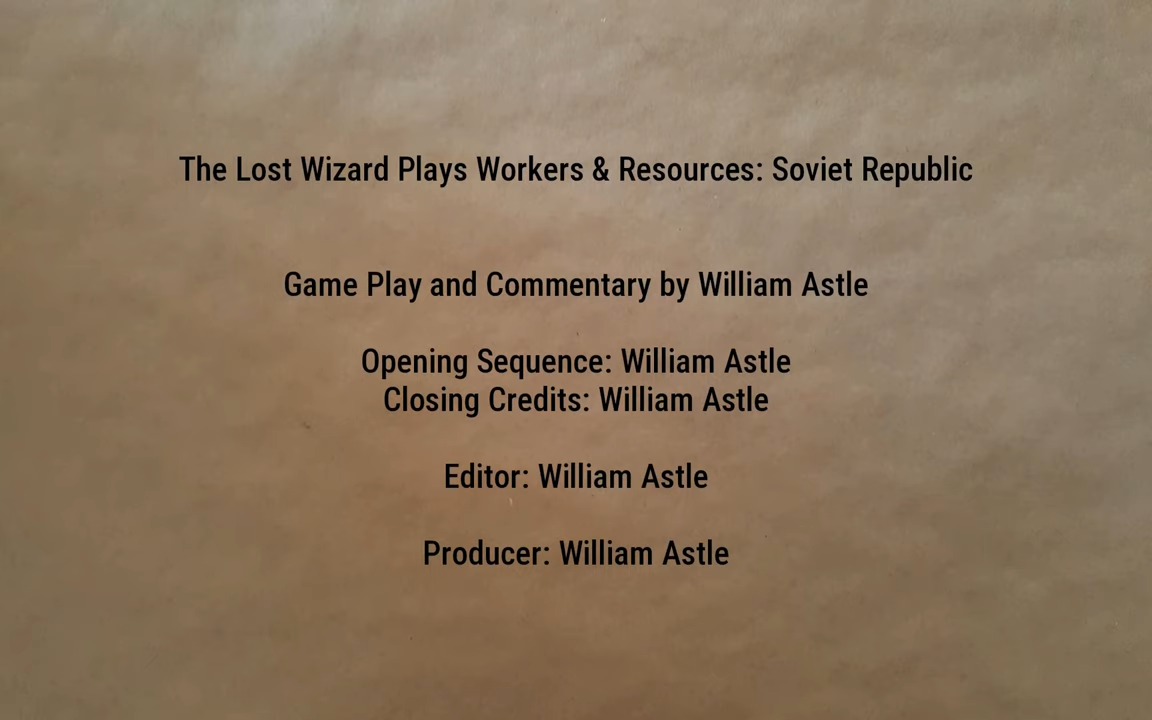 The Lost Wizard Plays Workers & Resources: Soviet Republic
Game Play and Commentary by William Astle
Opening Sequence: William Astle
Closing Credits: William Astle
Editor: William Astle
Producer: William Astle